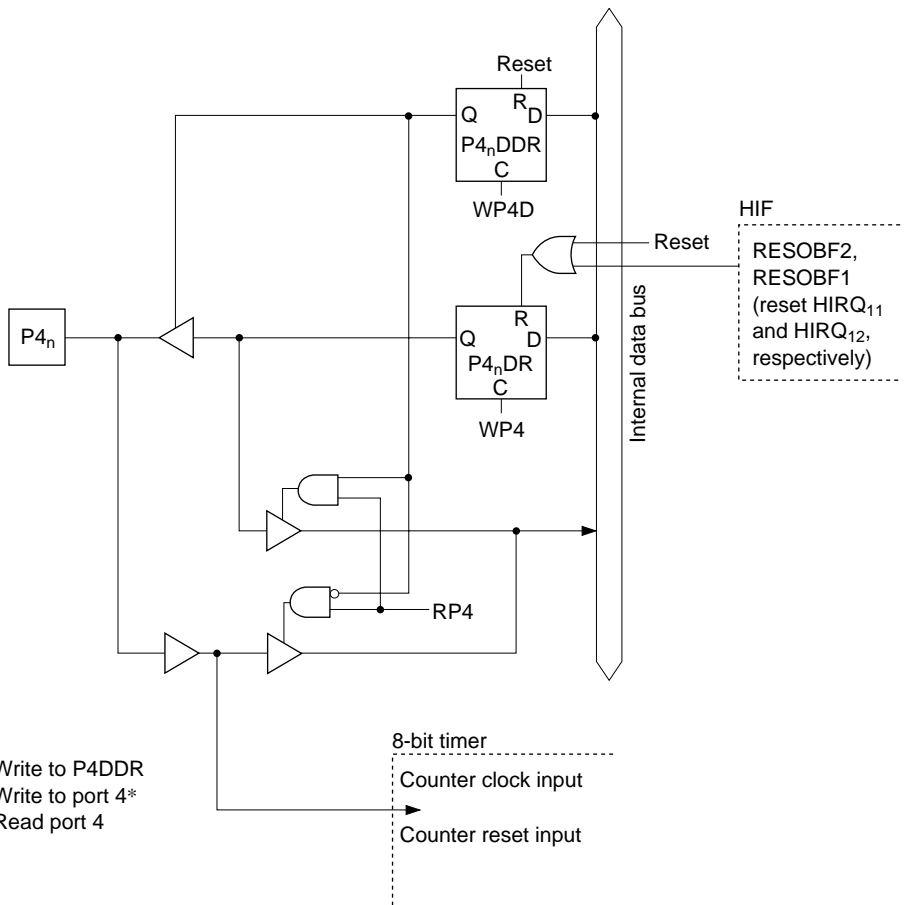 Reset
R
Q
D
P4nDDR
C
WP4D
HIF
Reset
RESOBF2,
RESOBF1
(reset HIRQ11
and HIRQ12,
respectively)
R
P4n
Q
D
P4nDR
C
WP4
Internal data bus
RP4
8-bit timer
Write to P4DDR
Write to port 4*
Read port 4
Counter clock input
Counter reset input